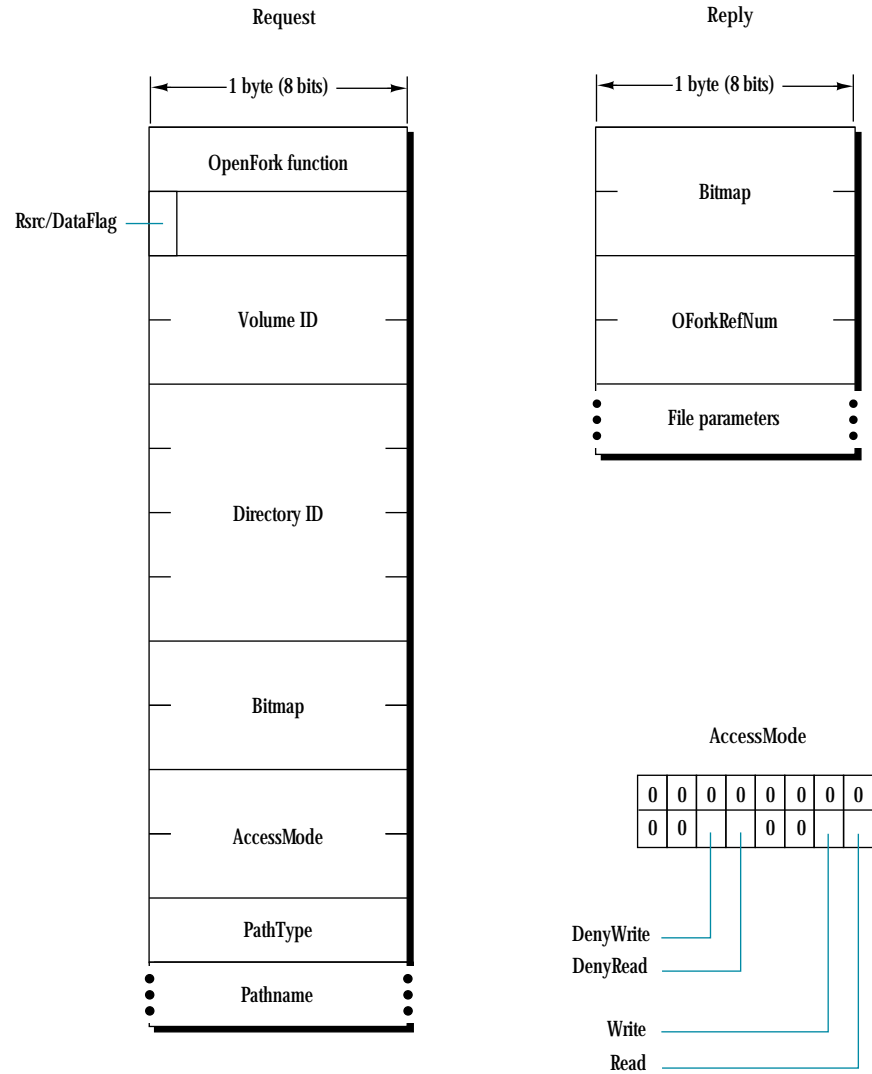 Request
1 byte (8 bits)
OpenFork function
Rsrc/DataFlag
Volume ID
Directory ID
Bitmap
AccessMode
PathType
Pathname
Reply
1 byte (8 bits)
Bitmap
OForkRefNum
File parameters
AccessMode
0 0 0 0 0 0 0 0
0 0 0 0
DenyWrite
DenyRead
Write
Read